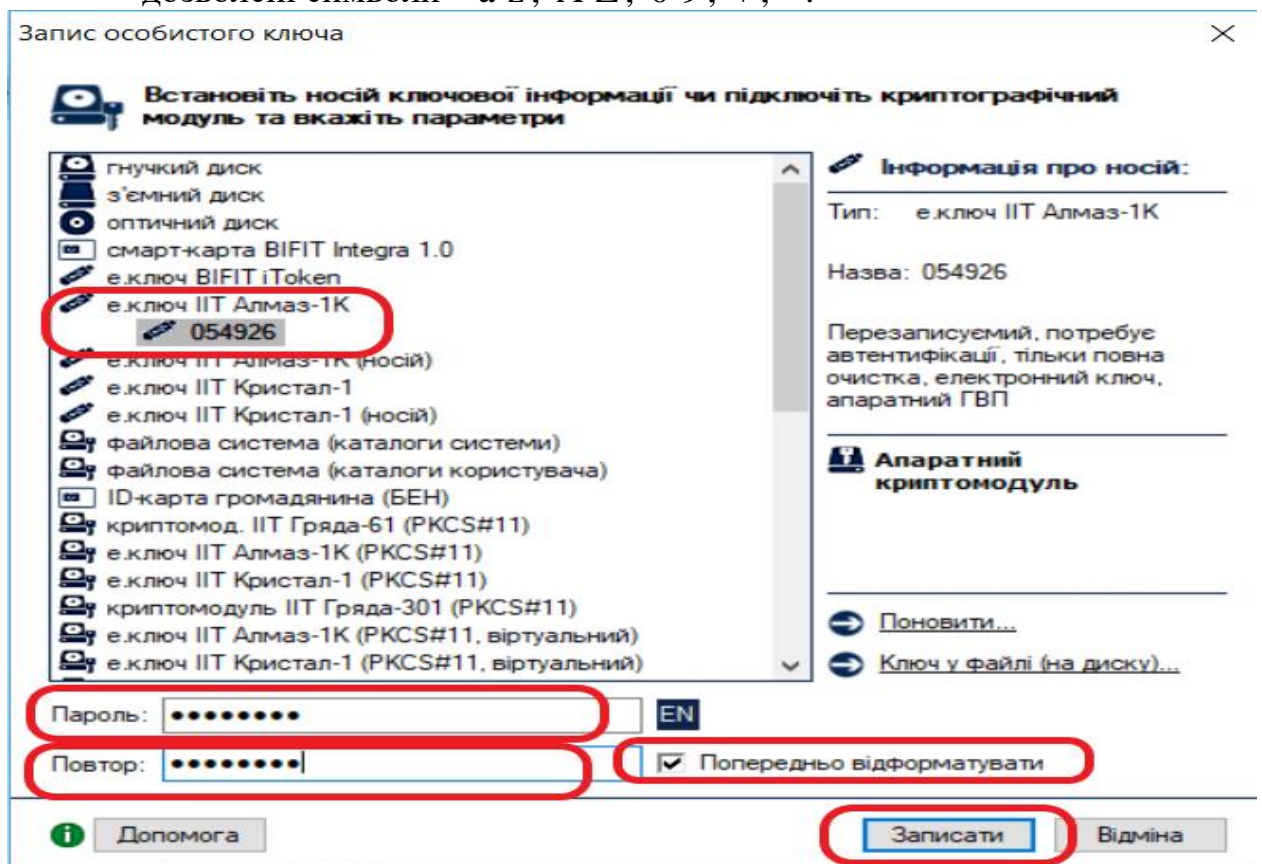 дозволені символи
Запис особистого ключа
Встановіть носій ключової інформації чи підключіть криптографічний
модуль та вкажіть параметри
гнучкий диск
з'ємний диск
оптичний диск
смарт-карта BIFIT Integra 1.0
е.ключ BIFIT iToken
е.ключ ІІТ Алмаз-1К
054926
е.ключ ІІТ Алмаз-1К (носій)
е.ключ ІІТ Кристал-1
е.ключ ІІТ Кристал-1 (носій)
файлова система (каталоги системи)
файлова система (каталоги користувача)
ID-карта громадянина (БЕН)
криптомод. ІІТ Гряда-61 (PKCS#11)
е.ключ ІІТ Алмаз-1К (PKCS#11)
е.ключ ІІТ Кристал-1 (PKCS#11)
криптомодуль ІІТ Гряда-301 (PKCS#11)
е.ключ ІІТ Алмаз-1К (PKCS#11, віртуальний)
е.ключ ІІТ Кристал-1 (PKCS#11, віртуальний)
Інформація про носій:
Тип: е.ключ ІІТ Алмаз-1К
Назва: 054926
Перезаписуємий, потребує
автентифікації, тільки повна
очистка, електронний ключ,
апаратний ГВП
Апаратний
криптомодуль
Поновити...
Ключ у файлі (на диску)...
Пароль: ●●●●●●●● EN
Повтор: ●●●●●●●● Попередньо відформатувати
Допомога Записати Відміна